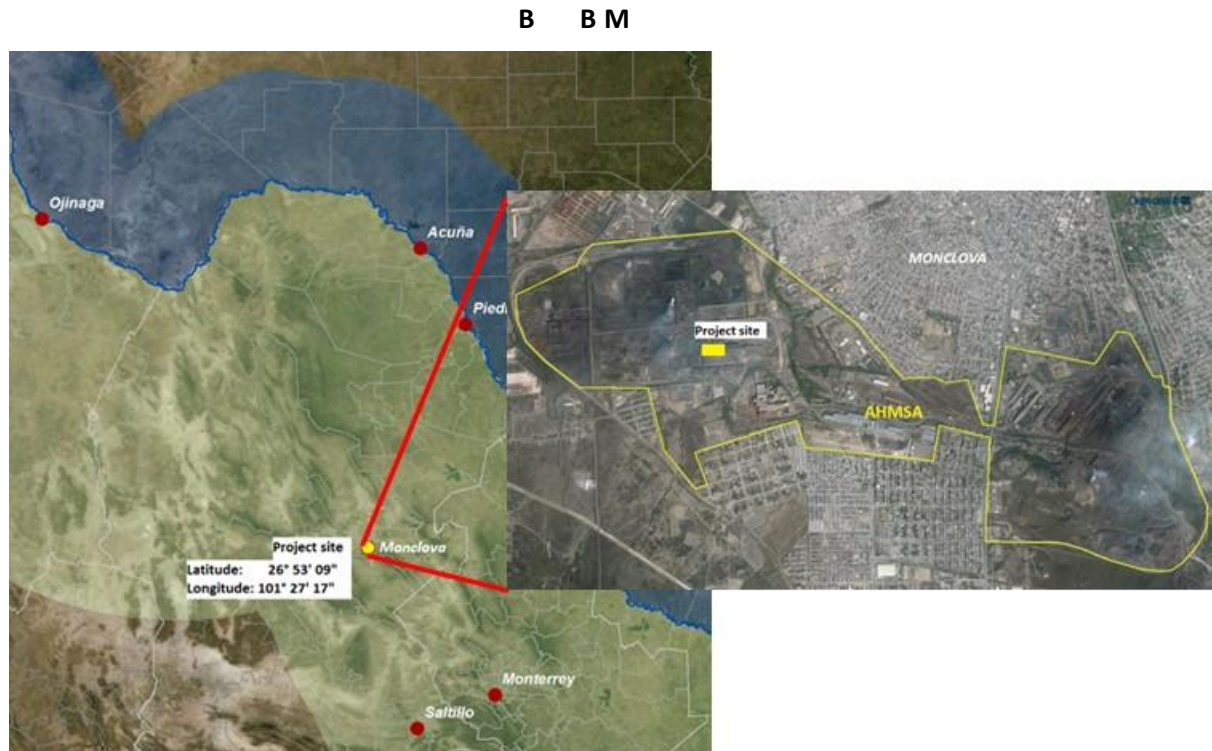 B B M
Ojinaga
Acuña
Project site
Monclova
Latitude: 26° 53' 09"
Longitude: 101° 27' 17"
Monterrey
Saltillo
MONCLOVA
Project site
AHMSA